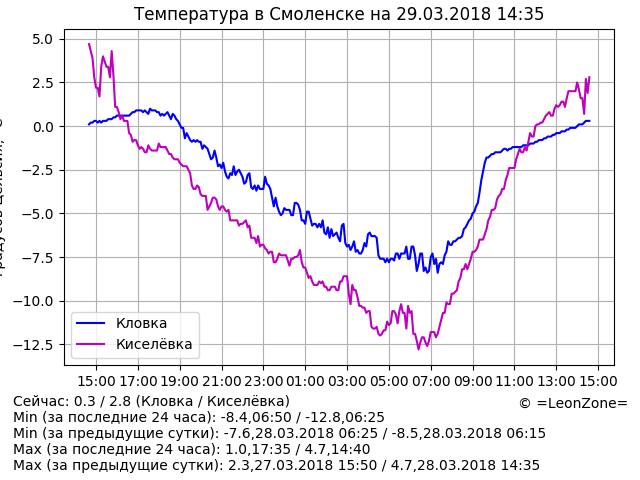 Температура в Смоленске на 29.03.2018 14:35
5.0
2.5
0.0
−2.5
−5.0
−7.5
−10.0
−12.5
Кловка
Киселёвка
15:00 17:00 19:00 21:00 23:00 01:00 03:00 05:00 07:00 09:00 11:00 13:00 15:00
Сейчас: 0.3 / 2.8 (Кловка / Киселёвка)
© =LeonZone=
Min (за последние 24 часа): -8.4,06:50 / -12.8,06:25
Min (за предыдущие сутки): -7.6,28.03.2018 06:25 / -8.5,28.03.2018 06:15
Max (за последние 24 часа): 1.0,17:35 / 4.7,14:40
Max (за предыдущие сутки): 2.3,27.03.2018 15:50 / 4.7,28.03.2018 14:35